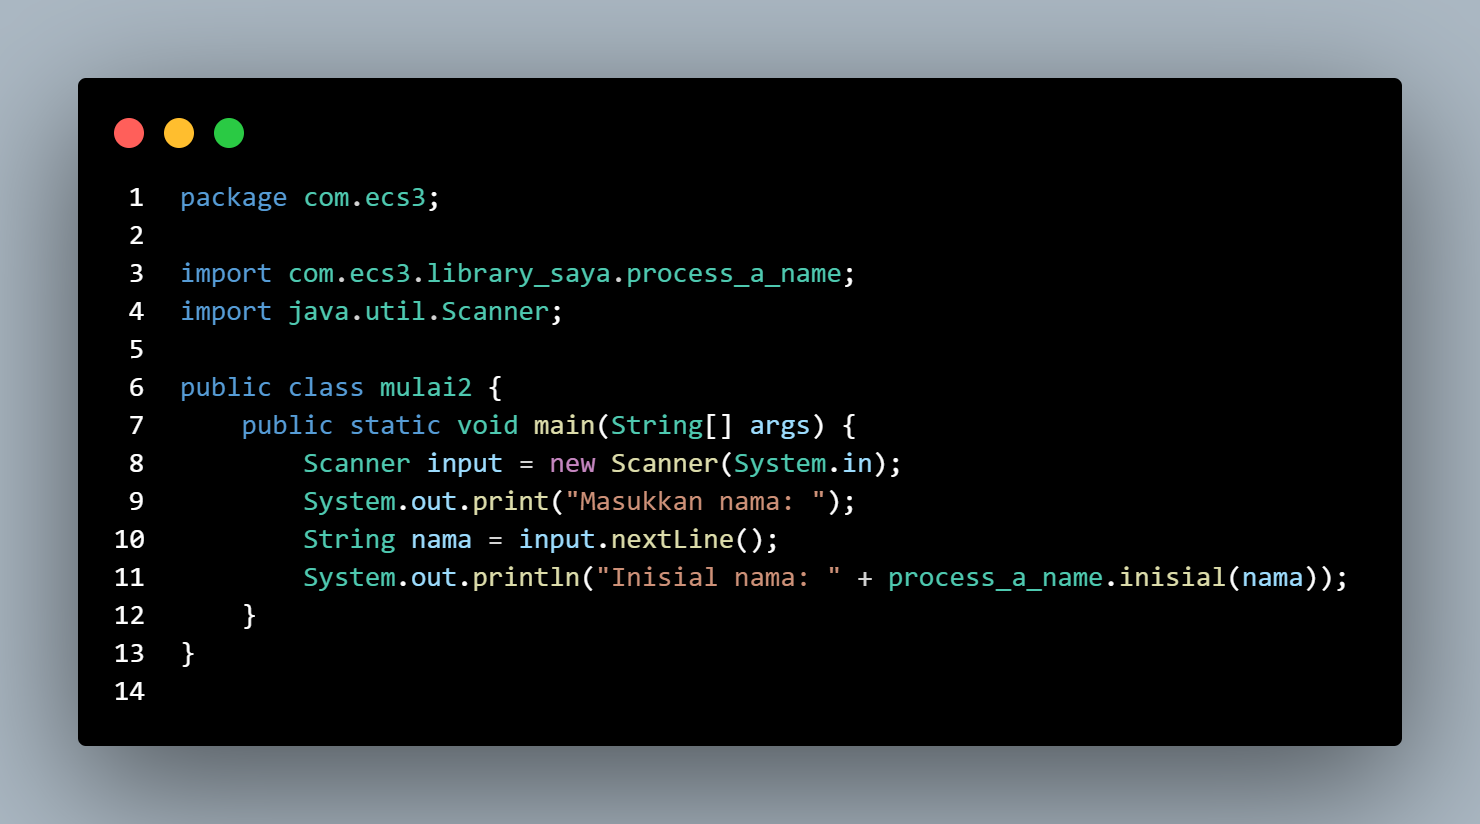 1 package com.ecs3;
2
3 import com.ecs3.library_saya.process_a_name;
4 import java.util.Scanner;
5
6 public class mulai2 {
7     public static void main(String[] args) {
8         Scanner input = new Scanner(System.in);
9         System.out.print("Masukkan nama: ");
10         String nama = input.nextLine();
11         System.out.println("Inisial nama: " + process_a_name.inisial(nama));
12     }
13 }
14